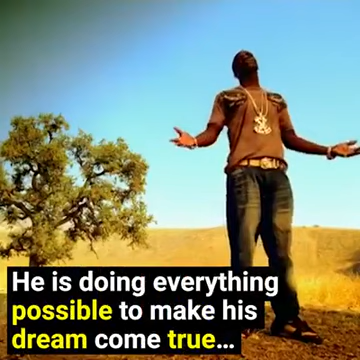 He is doing everything
possible to make his
dream come true...